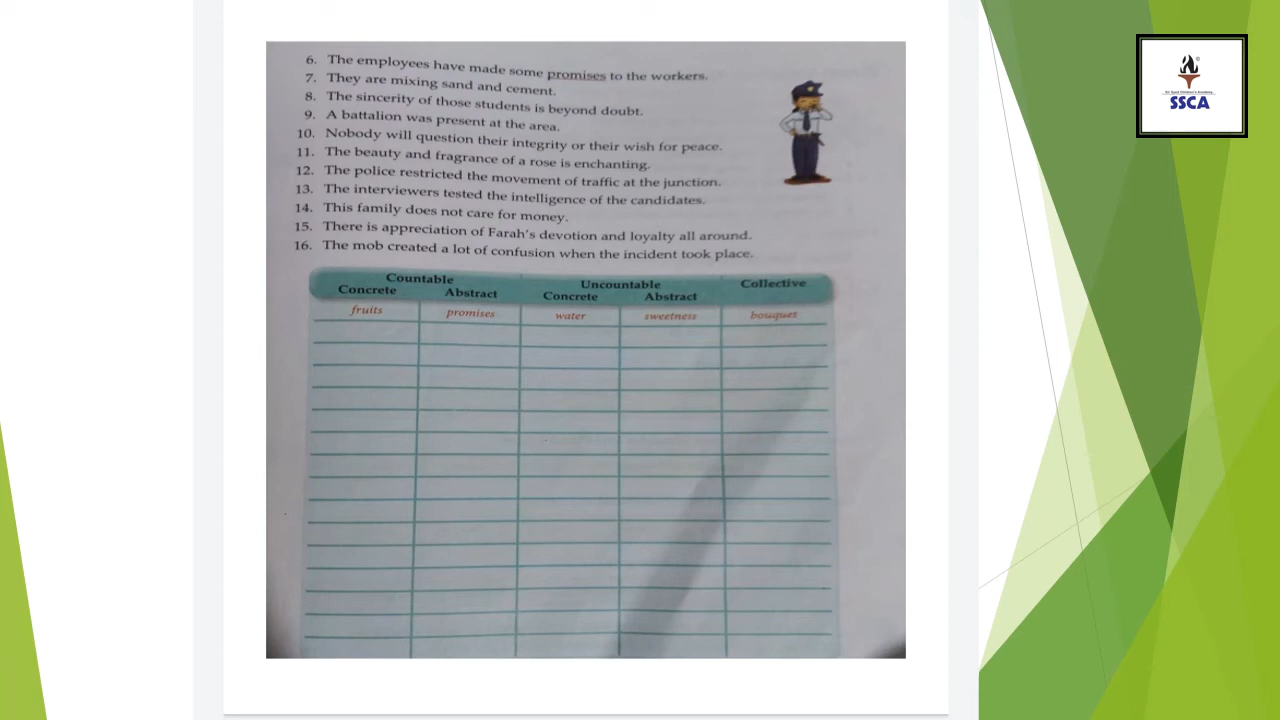 6. The employees have made some promises to the workers.
7. They are mixing sand and cement.
8. The sincerity of those students is beyond doubt.
9. A battalion was present at the area.
10. Nobody will question their integrity or their wish for peace.
11. The beauty and fragrance of a rose is enchanting.
12. The police restricted the movement of traffic at the junction.
13. The interviewers tested the intelligence of the candidates.
14. This family does not care for money.
15. There is appreciation of Farah's devotion and loyalty all around.
16. The mob created a lot of confusion when the incident took place.
Countable Uncountable Collective
Concrete Abstract Concrete Abstract
fruits promises water sweetness bouquet
SSCA